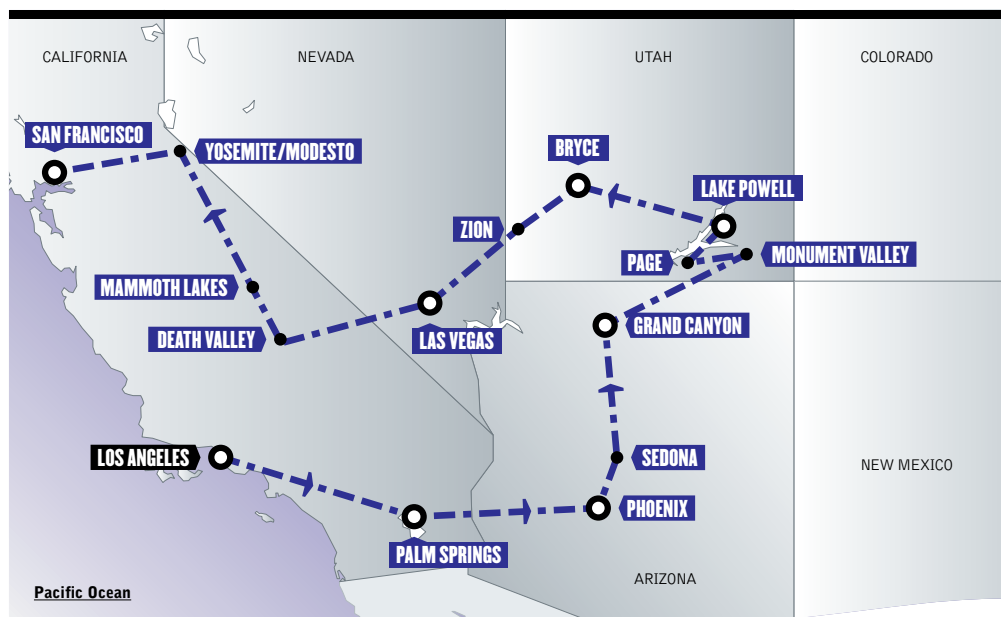 CALIFORNIA
NEVADA
UTAH
COLORADO
SAN FRANCISCO
YOSEMITE/MODESTO
BRYCE
LAKE POWELL
ZION
PAGE
MONUMENT VALLEY
MAMMOTH LAKES
DEATH VALLEY
LAS VEGAS
GRAND CANYON
LOS ANGELES
SEDONA
NEW MEXICO
PHOENIX
PALM SPRINGS
ARIZONA
Pacific Ocean